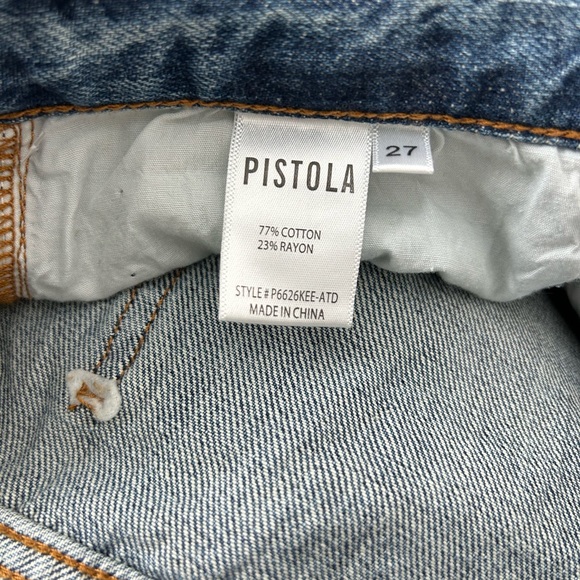 PISTOLA
27
77% COTTON
23% RAYON
STYLE # P6626KEE-ATD
MADE IN CHINA